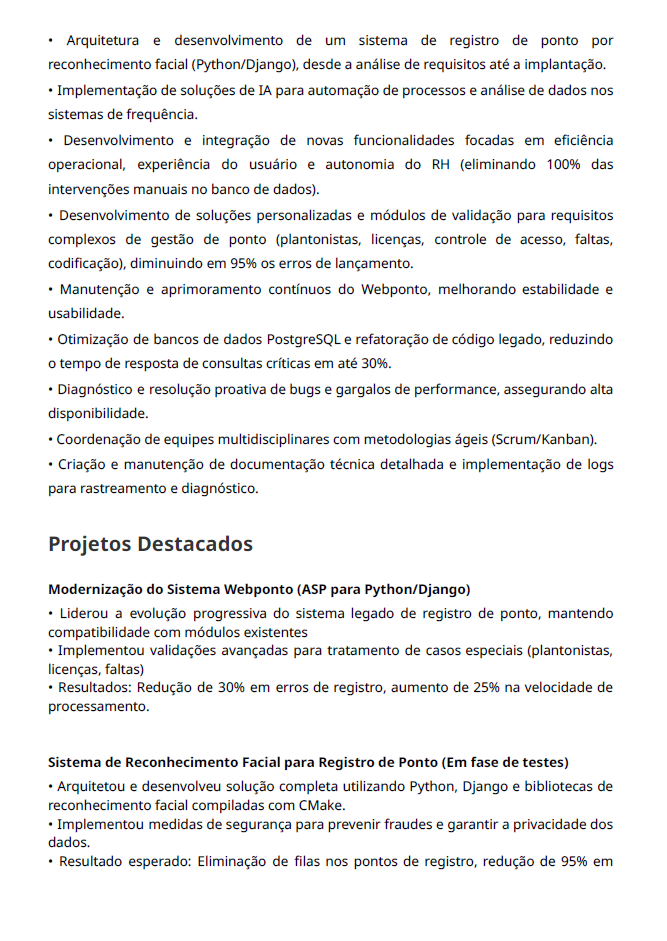 • Arquitetura e desenvolvimento de um sistema de registro de ponto por
reconhecimento facial (Python/Django), desde a análise de requisitos até a implantação.
• Implementação de soluções de IA para automação de processos e análise de dados nos
sistemas de frequência.
• Desenvolvimento e integração de novas funcionalidades focadas em eficiência
operacional, experiência do usuário e autonomia do RH (eliminando 100% das
intervenções manuais no banco de dados).
• Desenvolvimento de soluções personalizadas e módulos de validação para requisitos
complexos de gestão de ponto (plantonistas, licenças, controle de acesso, faltas,
codificação), diminuindo em 95% os erros de lançamento.
• Manutenção e aprimoramento contínuos do Webponto, melhorando estabilidade e
usabilidade.
• Otimização de bancos de dados PostgreSQL e refatoração de código legado, reduzindo
o tempo de resposta de consultas críticas em até 30%.
• Diagnóstico e resolução proativa de bugs e gargalos de performance, assegurando alta
disponibilidade.
• Coordenação de equipes multidisciplinares com metodologias ágeis (Scrum/Kanban).
• Criação e manutenção de documentação técnica detalhada e implementação de logs
para rastreamento e diagnóstico.
Projetos Destacados
Modernização do Sistema Webponto (ASP para Python/Django)
• Liderou a evolução progressiva do sistema legado de registro de ponto, mantendo
compatibilidade com módulos existentes
• Implementou validações avançadas para tratamento de casos especiais (plantonistas,
licenças, faltas)
• Resultados: Redução de 30% em erros de registro, aumento de 25% na velocidade de
processamento.
Sistema de Reconhecimento Facial para Registro de Ponto (Em fase de testes)
• Arquitetou e desenvolveu solução completa utilizando Python, Django e bibliotecas de
reconhecimento facial compiladas com CMake.
• Implementou medidas de segurança para prevenir fraudes e garantir a privacidade dos
dados.
• Resultado esperado: Eliminação de filas nos pontos de registro, redução de 95% em